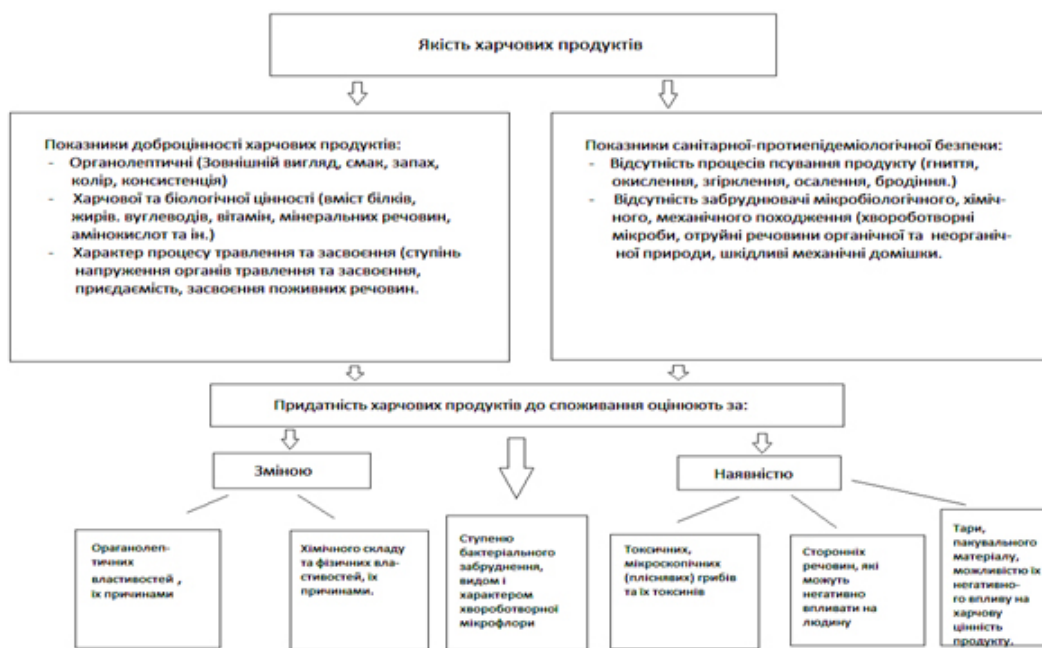 Якість харчових продуктів
Показники доброцінності харчових продуктів:
- Органолептичні (Зовнішній вигляд, смак, запах,
колір, консистенція)
- Харчової та біологічної цінності (вміст білків,
жирів. вуглеводів, вітамін, мінеральних речовин,
амінокислот та ін.)
- Характер процесу травлення та засвоєння (ступінь
напруження органів травлення та засвоєння,
приєдаємість, засвоєння поживних речовин.
Показники санітарної-протиепідеміологічної безпеки:
- Відсутність процесів псування продукту (гниття,
окислення, згірклення, осалення, бродіння.)
- Відсутність забруднювачі мікробіологічного, хіміч-
ного, механічного походження (хвороботворні
мікроби, отруйні речовини органічної та неорганіч-
ної природи, шкідливі механічні домішки.
Придатність харчових продуктів до споживання оцінюють за:
Зміною
Наявністю
Ораганолеп-
тичних
властивостей ,
їх причинами
Хімічного складу
та фізичних вла-
стивостей, їх
причинами.
Ступеню
бактеріального
забруднення,
видом і
характером
хвороботворної
мікрофлори
Токсичних,
мікроскопічних
(пліснявих) грибів
та їх токсинів
Сторонніх
речовин, які
можуть
негативно
впливати на
людину
Тари,
пакувального
матеріалу,
можливістю їх
негативно-
го впливу на
харчову
цінність
продукту.